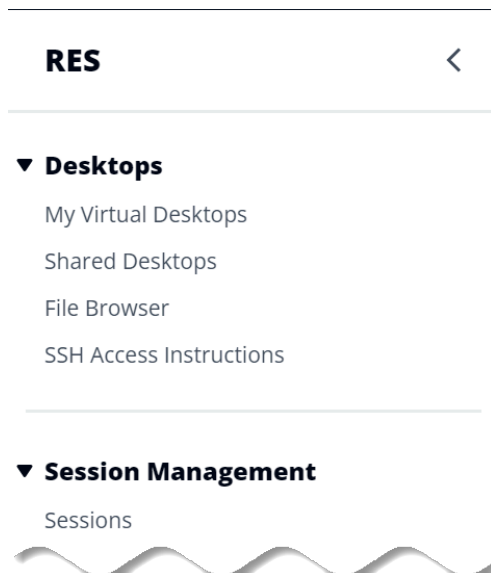 RES
Desktops
My Virtual Desktops
Shared Desktops
File Browser
SSH Access Instructions
Session Management
Sessions